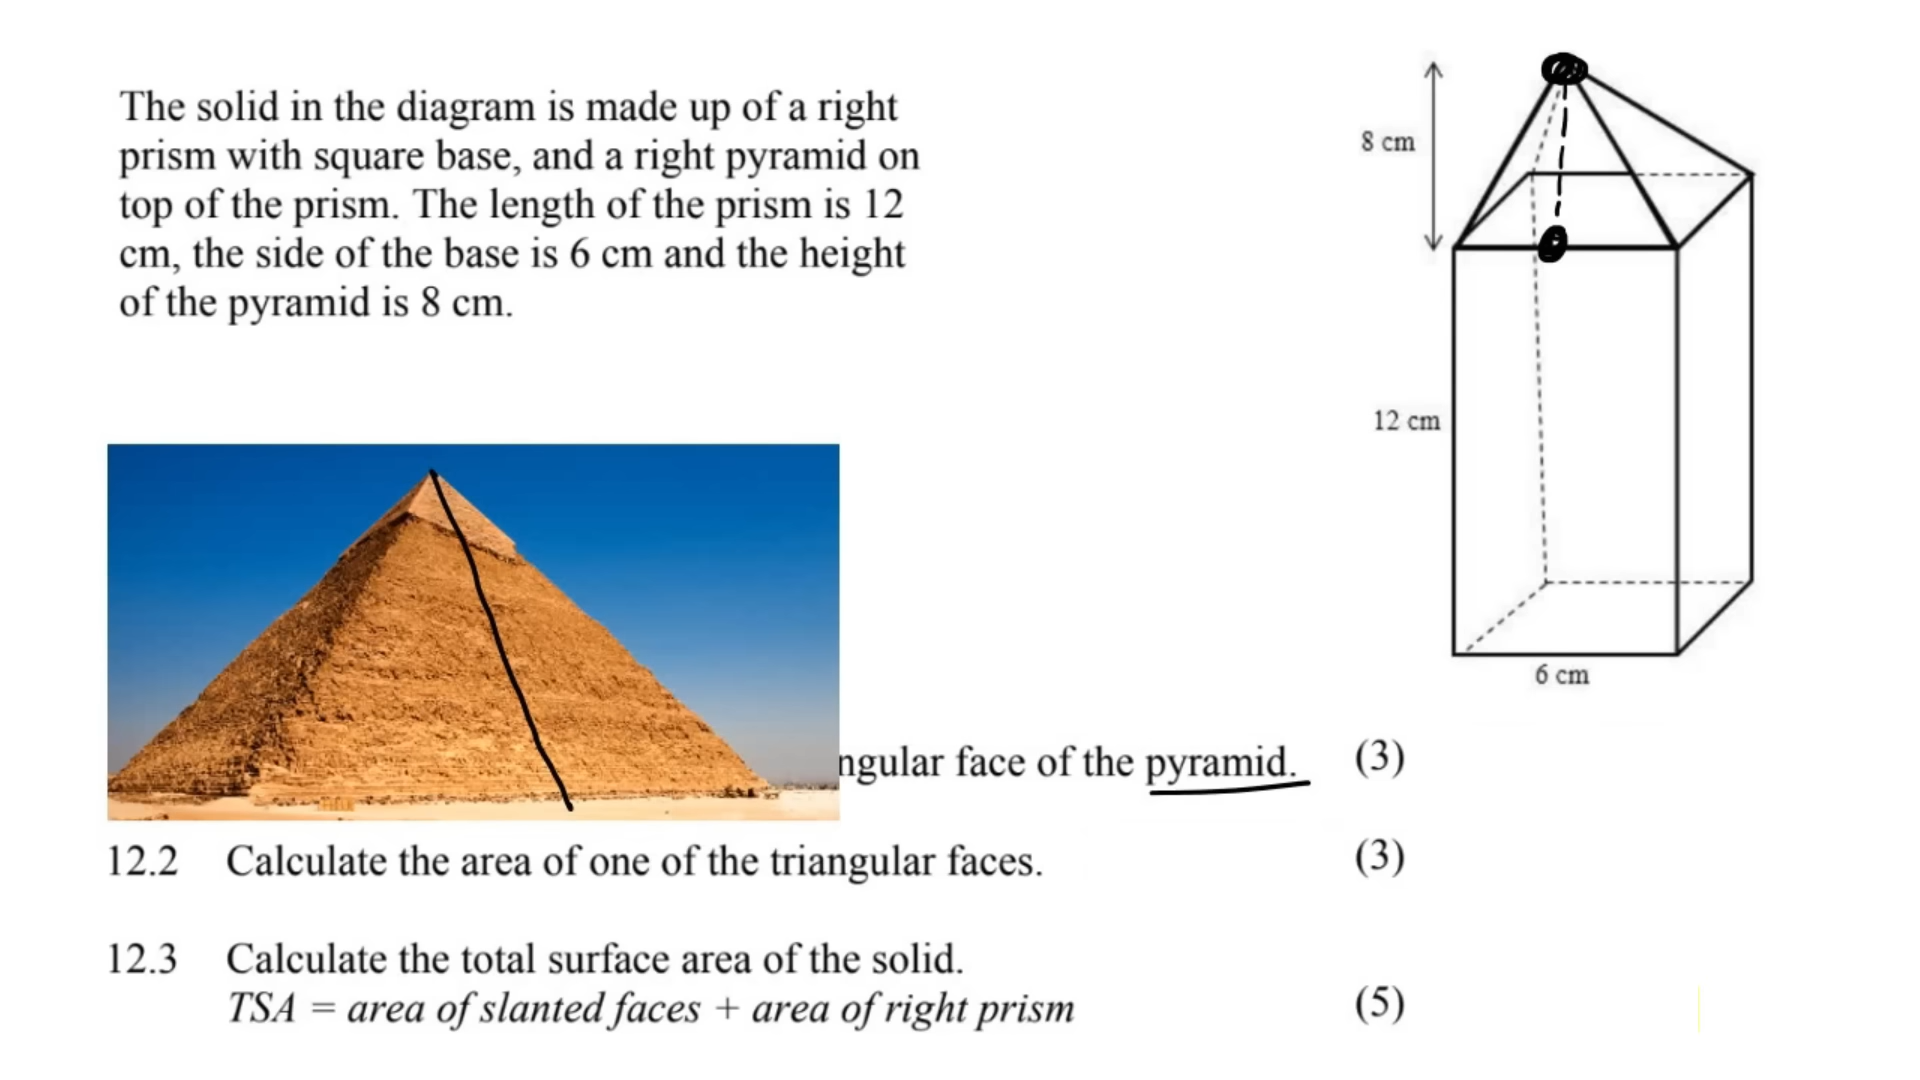 The solid in the diagram is made up of a right
prism with square base, and a right pyramid on
top of the prism. The length of the prism is 12
cm, the side of the base is 6 cm and the height
of the pyramid is 8 cm.
8 cm
12 cm
6 cm
face of the pyramid. (3)
12.2 Calculate the area of one of the triangular faces. (3)
12.3 Calculate the total surface area of the solid.
TSA = area of slanted faces + area of right prism (5)